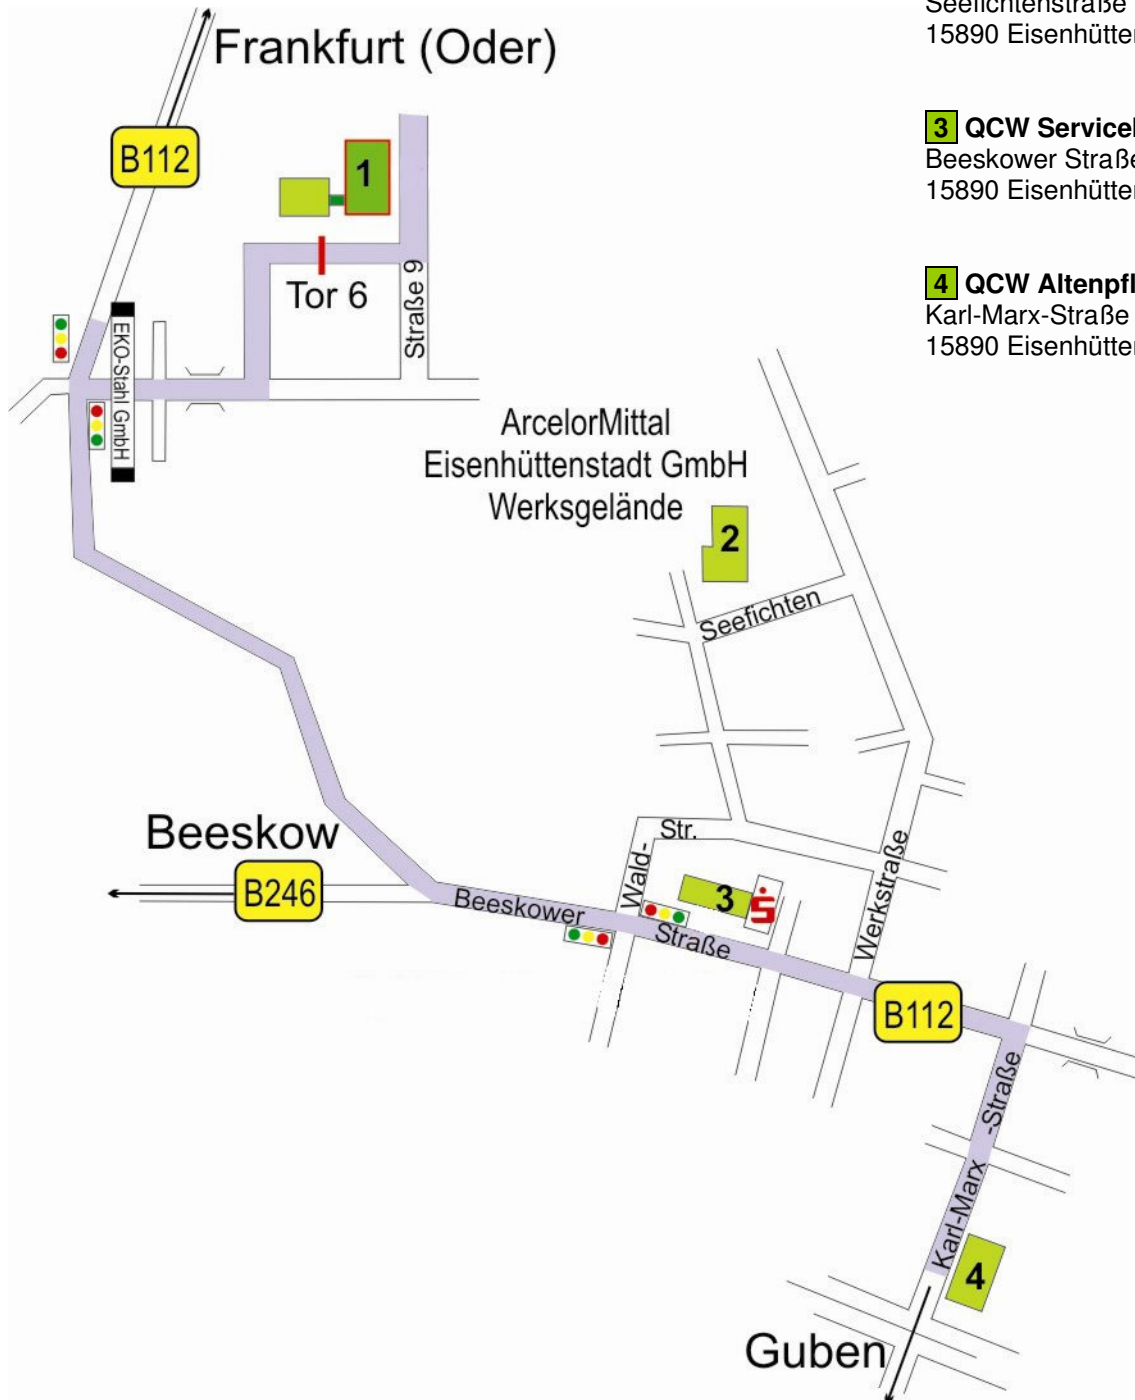 Seefichtenstraße
15890 Eisenhütten
Frankfurt (Oder)
3 QCW Service
Beeskower Straße
15890 Eisenhütten
B112
1
Tor 6
Straße 9
4 QCW Altenpfl
Karl-Marx-Straße
15890 Eisenhütten
EKO-Stahl GmbH
ArcelorMittal
Eisenhüttenstadt GmbH
Werksgelände
2
Seefichten
Beeskow
B246
Wald-
Str.
3
Werkstraße
Beeskower
Straße
B112
-Straße
Karl-Marx
4
Guben